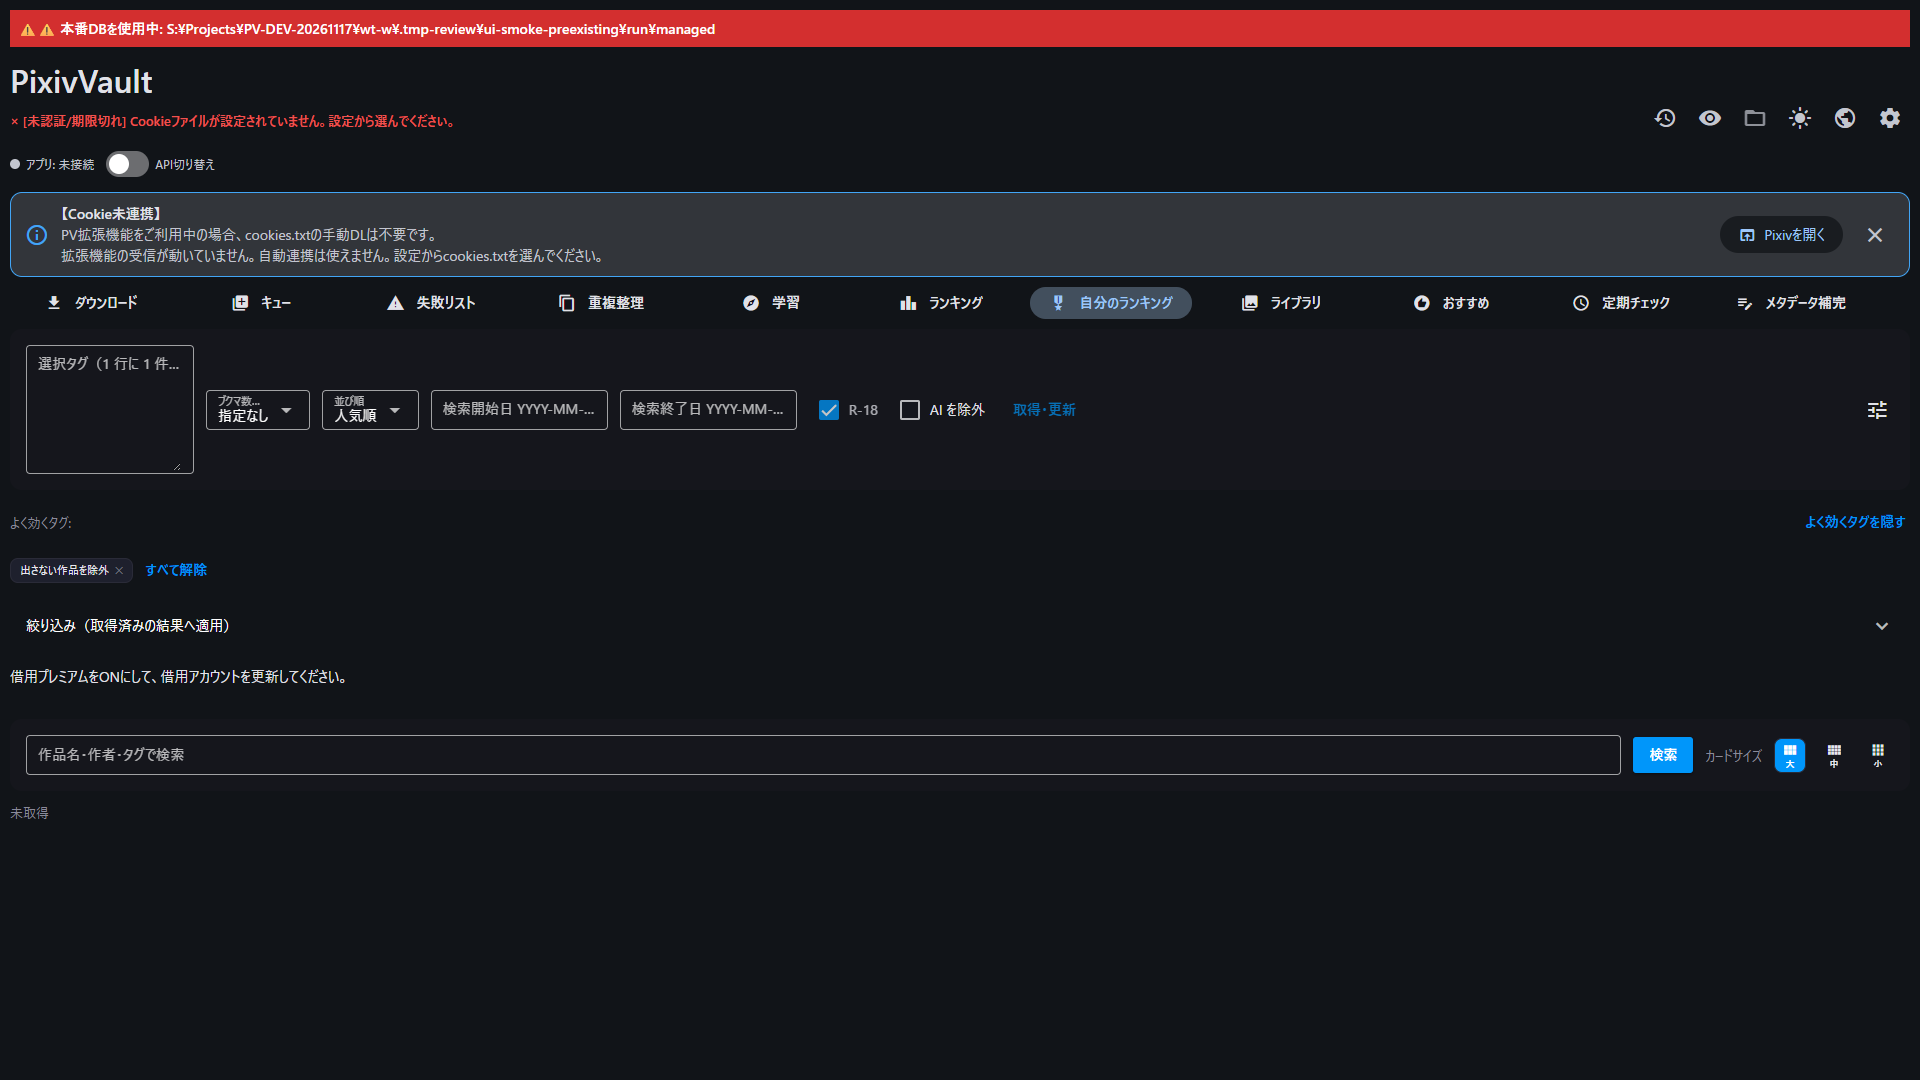 本番DBを使用中: S:¥Projects¥PV-DEV-20261117¥wt-w¥.tmp-review¥ui-smoke-preexisting¥run¥managed
PixivVault
× [未認証/期限切れ] Cookieファイルが設定されていません。設定から選んでください。
アプリ: 未接続 API切り替え
【Cookie未連携】
PV拡張機能をご利用中の場合、cookies.txtの手動DLは不要です。
拡張機能の受信が動いていません。自動連携は使えません。設定からcookies.txtを選んでください。
Pixivを開く
ダウンロード キュー 失敗リスト 重複整理 学習 ランキング 自分のランキング ライブラリ おすすめ 定期チェック メタデータ補完
選択タグ（1 行に 1 件...
ブクマ数...
指定なし
並び順
人気順
検索開始日 YYYY-MM-...
検索終了日 YYYY-MM-...
R-18
AI を除外
取得・更新
よく効くタグ:
よく効くタグを隠す
出さない作品を除外 ×
すべて解除
絞り込み（取得済みの結果へ適用）
借用プレミアムをONにして、借用アカウントを更新してください。
作品名・作者・タグで検索
検索
カードサイズ
大
中
小
未取得